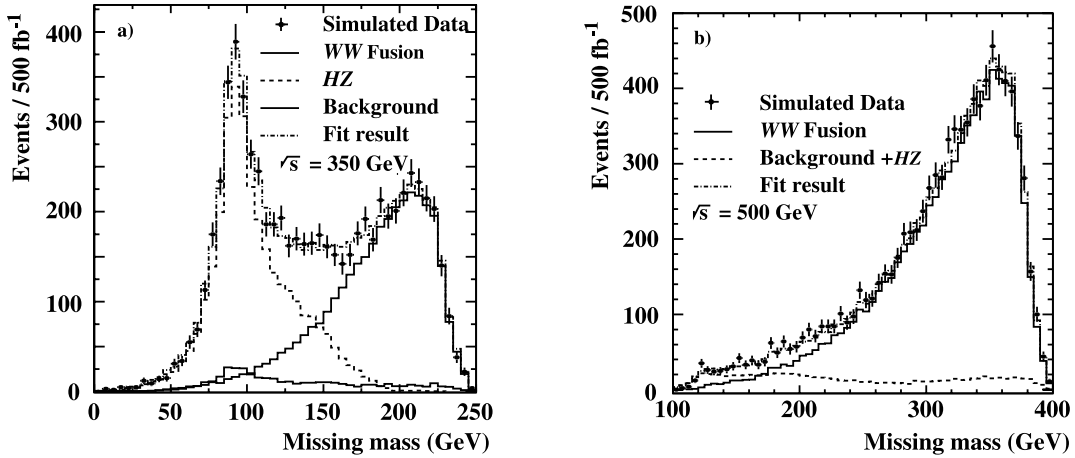 a)
Simulated Data
WW Fusion
HZ
Background
Fit result
√s = 350 GeV
Events / 500 fb⁻¹
400
300
200
100
0
0 50 100 150 200 250
Missing mass (GeV)
b)
Simulated Data
WW Fusion
Background +HZ
Fit result
√s = 500 GeV
Events / 500 fb⁻¹
500
400
300
200
100
0
100 200 300 400
Missing mass (GeV)